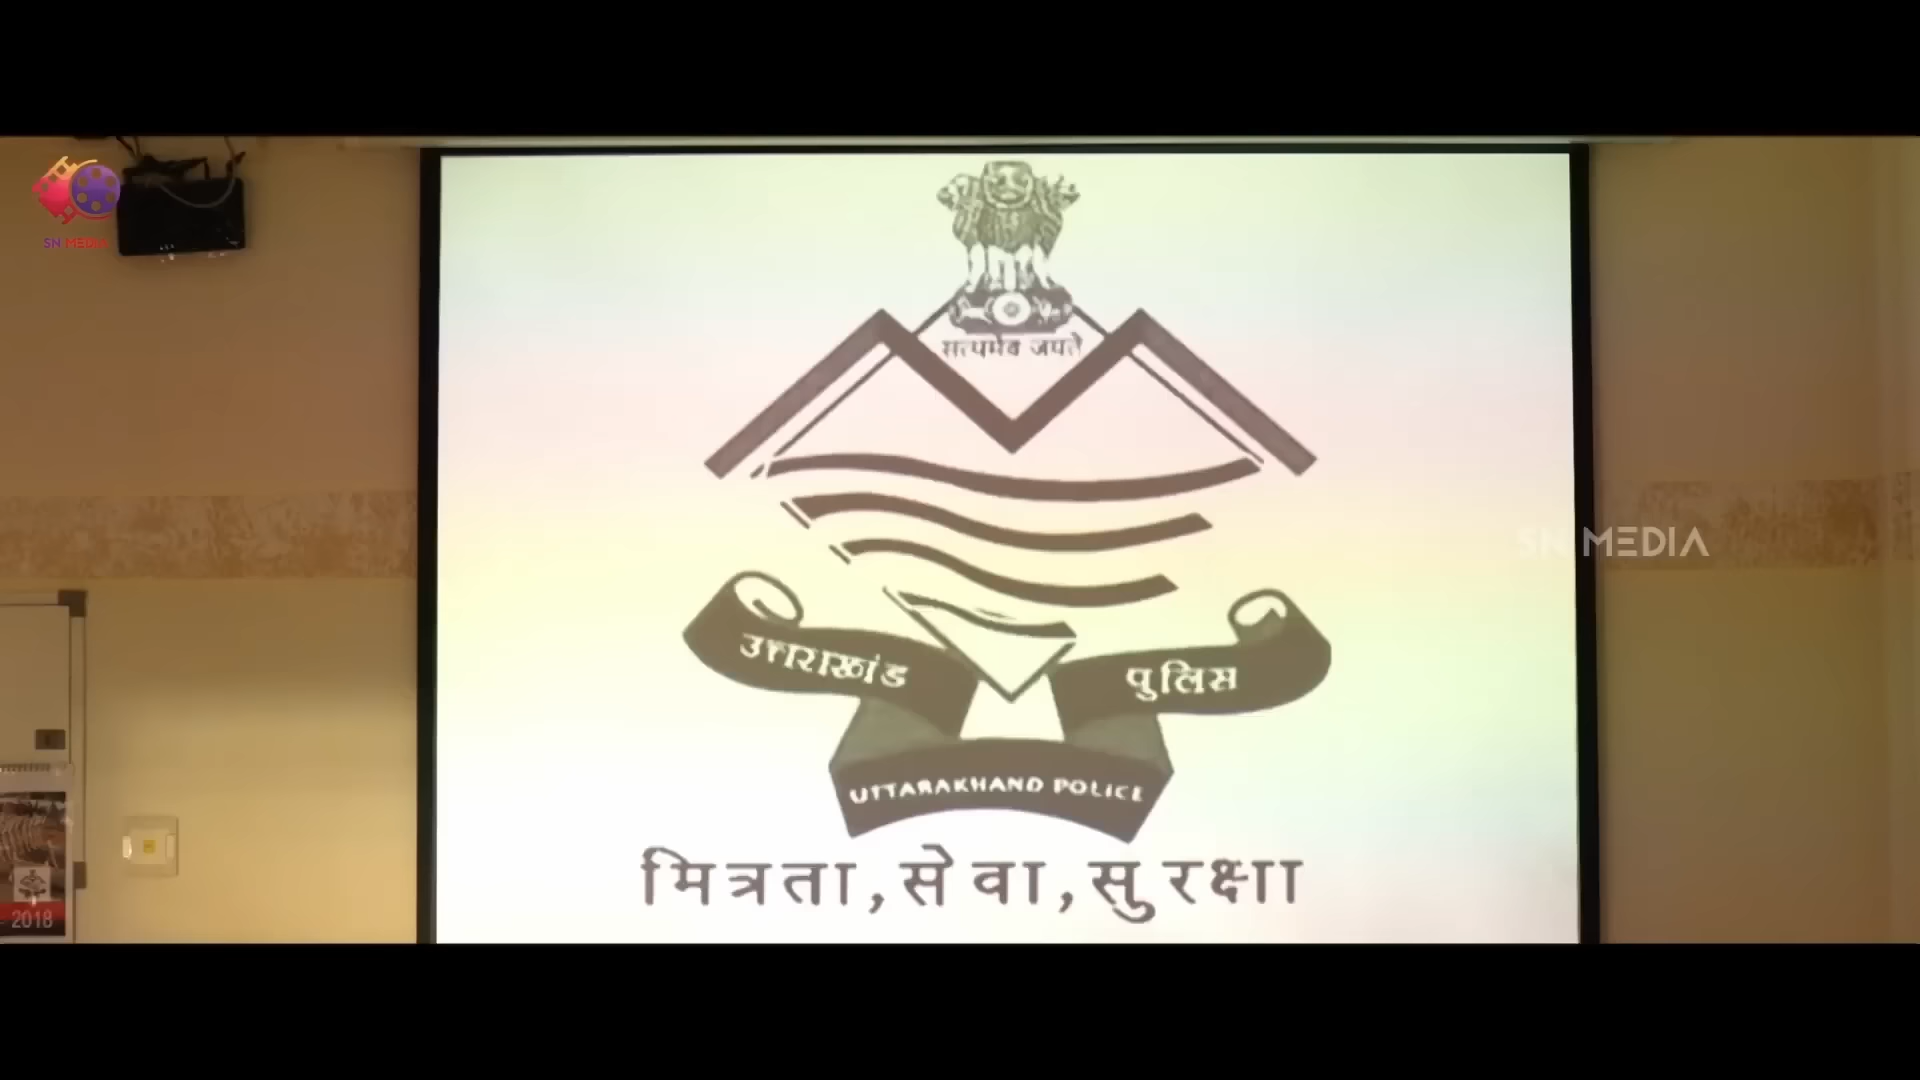 SN MEDIA
सत्यमेव जयते
SN MEDIA
उत्तराखंड पुलिस
UTTARAKHAND POLICE
मित्रता, सेवा, सुरक्षा
2018